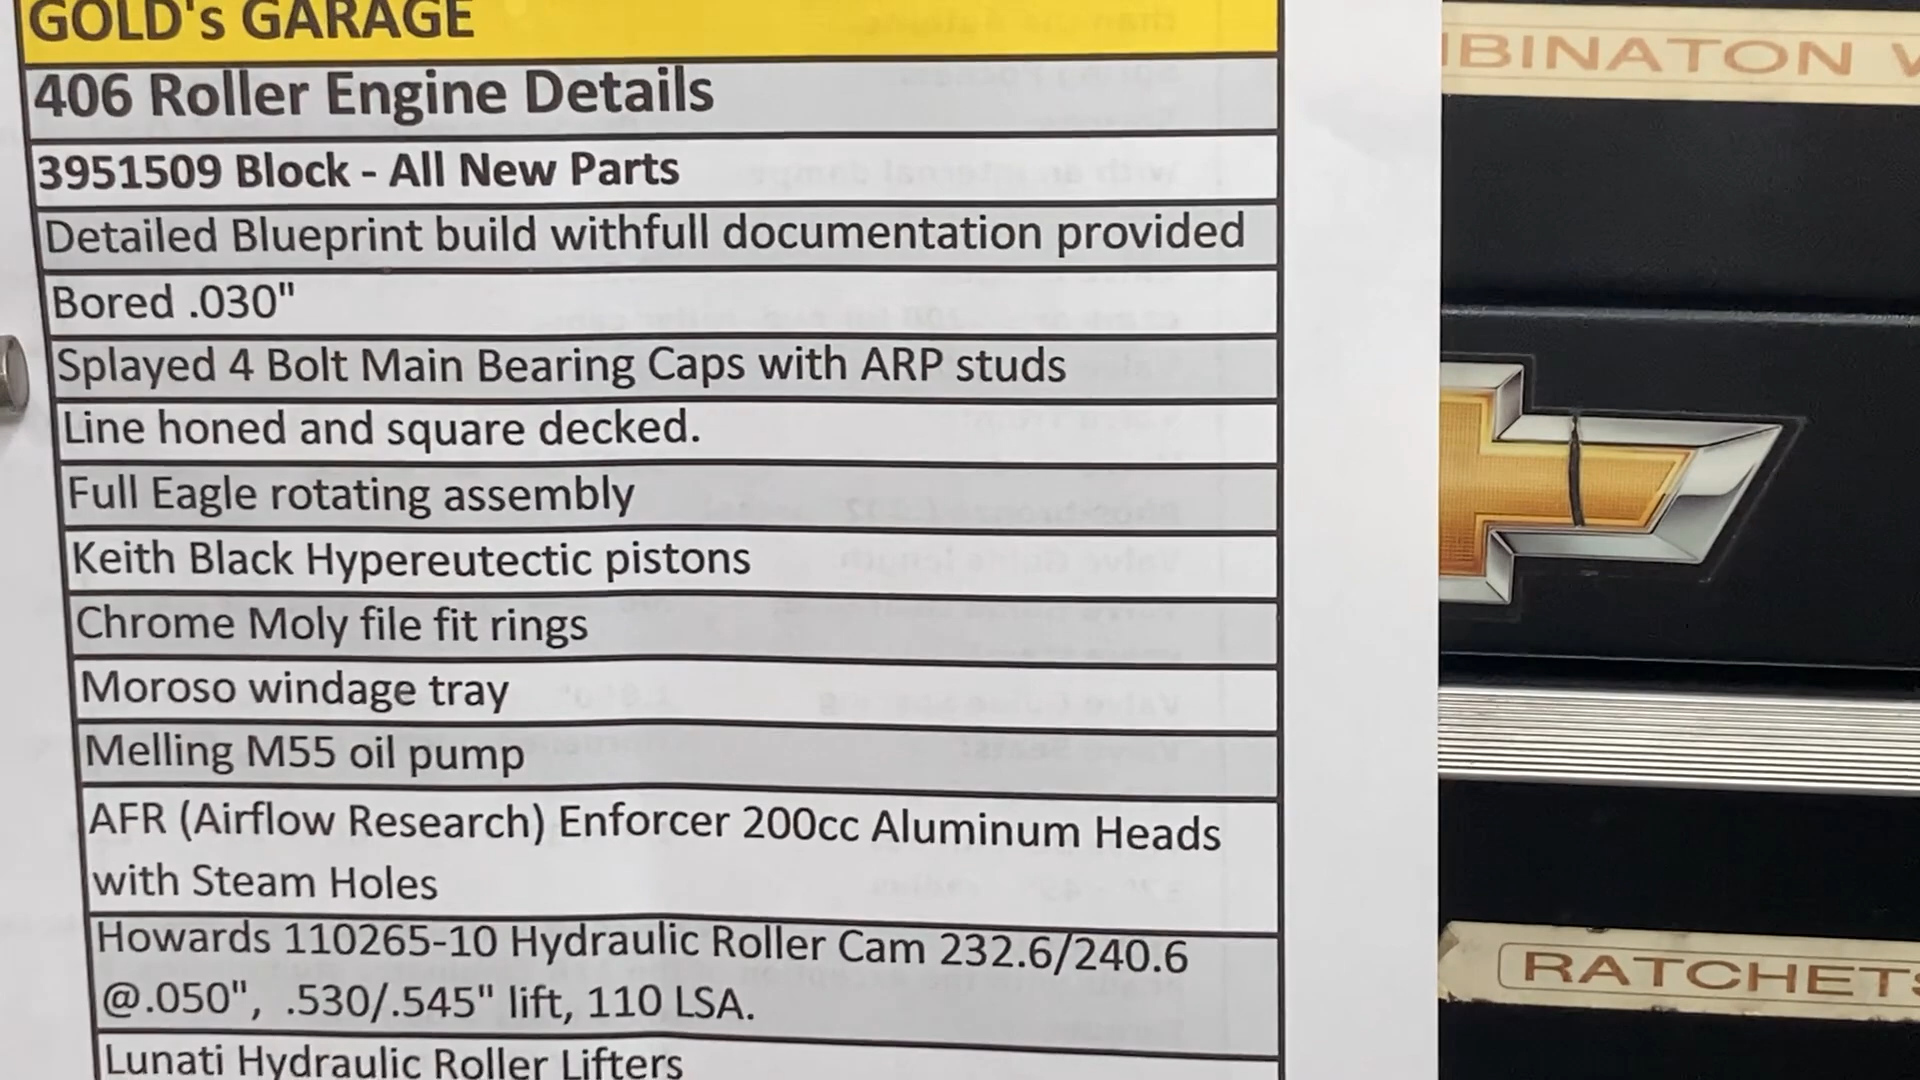 GOLD's GARAGE
406 Roller Engine Details
3951509 Block - All New Parts
Detailed Blueprint build withfull documentation provided
Bored .030"
Splayed 4 Bolt Main Bearing Caps with ARP studs
Line honed and square decked.
Full Eagle rotating assembly
Keith Black Hypereutectic pistons
Chrome Moly file fit rings
Moroso windage tray
Melling M55 oil pump
AFR (Airflow Research) Enforcer 200cc Aluminum Heads
with Steam Holes
Howards 110265-10 Hydraulic Roller Cam 232.6/240.6
@.050", .530/.545" lift, 110 LSA.
Lunati Hydraulic Roller Lifters
BINATON
RATCHETS